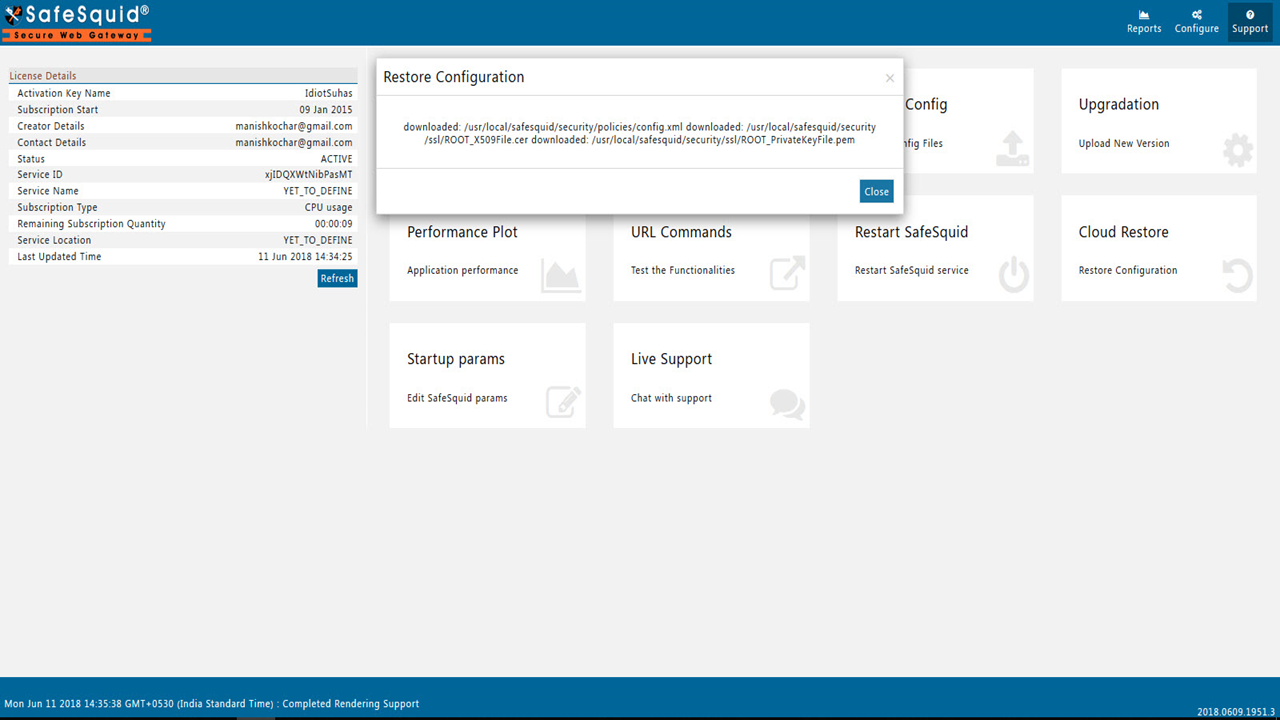 SafeSquid®
Secure Web Gateway
Reports
Configure
Support
License Details
Activation Key Name IdiotSuhas
Subscription Start 09 Jan 2015
Creator Details manishkochar@gmail.com
Contact Details manishkochar@gmail.com
Status ACTIVE
Service ID xjIDQXWtNibPasMT
Service Name YET_TO_DEFINE
Subscription Type CPU usage
Remaining Subscription Quantity 00:00:09
Service Location YET_TO_DEFINE
Last Updated Time 11 Jun 2018 14:34:25
Refresh
Restore Configuration ×
downloaded: /usr/local/safesquid/security/policies/config.xml downloaded: /usr/local/safesquid/security
/ssl/ROOT_X509File.cer downloaded: /usr/local/safesquid/security/ssl/ROOT_PrivateKeyFile.pem
Close
Config
Files
Upgradation
Upload New Version
Performance Plot
Application performance
URL Commands
Test the Functionalities
Restart SafeSquid
Restart SafeSquid service
Cloud Restore
Restore Configuration
Startup params
Edit SafeSquid params
Live Support
Chat with support
Mon Jun 11 2018 14:35:38 GMT+0530 (India Standard Time) : Completed Rendering Support
2018.0609.1951.3